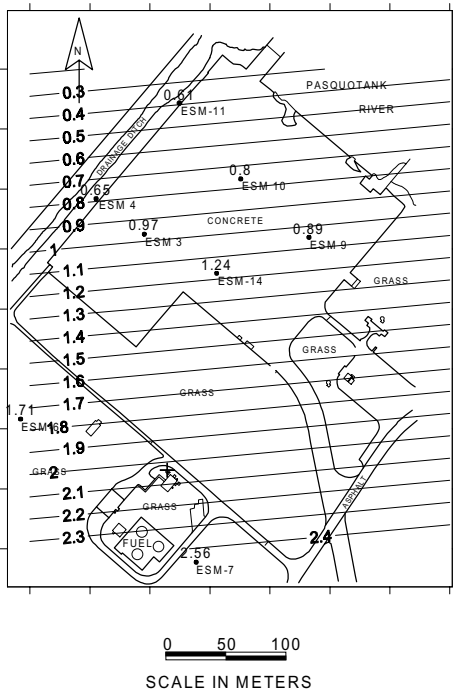 N
0.3
PASQUOTANK
0.61
ESM-11
RIVER
0.4
0.5
DRAINAGE DITCH
0.6
0.7
0.8
ESM 10
0.65
0.8
ESM 4
0.9
0.97
CONCRETE
0.89
ESM 3
ESM 9
1
1.24
1.1
ESM-14
GRASS
1.2
1.3
1.4
GRASS
1.5
1.6
GRASS
1.7
1.71
ESM6
1.8
1.9
GRASS
2
2.1
ASPHALT
2.2
GRASS
2.3
FUEL
2.4
2.56
ESM-7
0 50 100
SCALE IN METERS